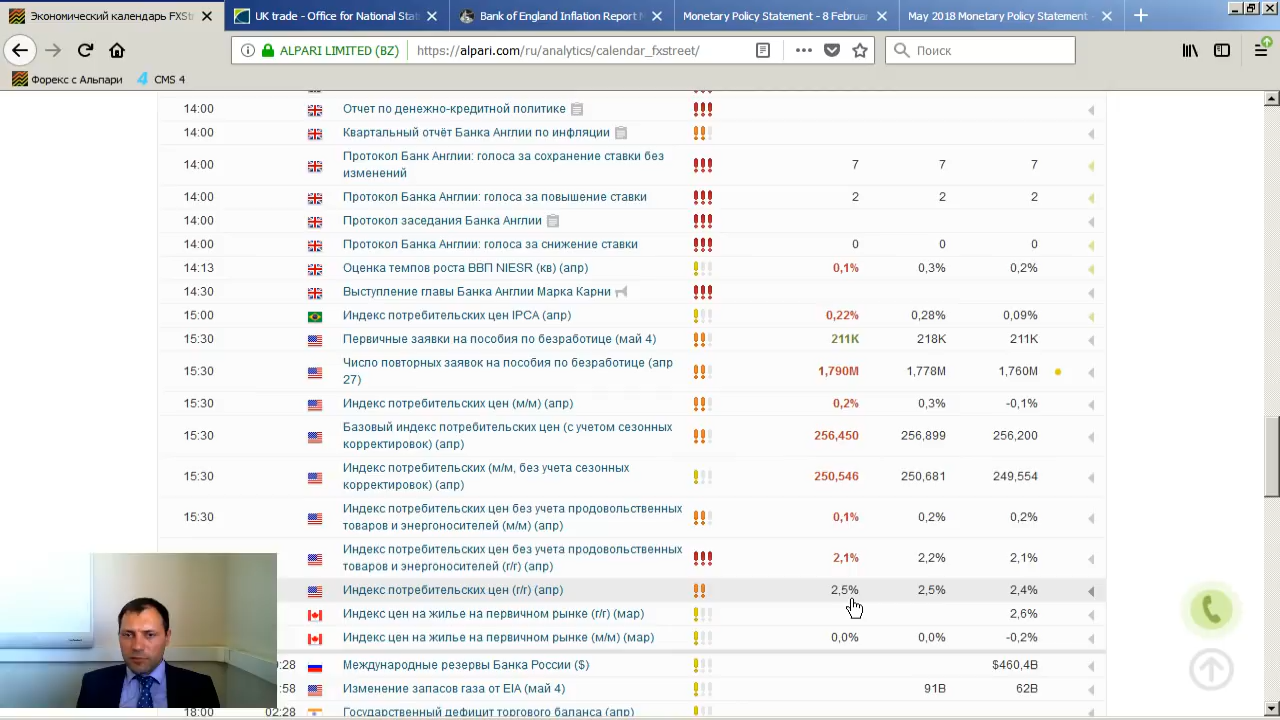 Экономический календарь FXStr
UK trade - Office for National Stat
Bank of England Inflation Report M
Monetary Policy Statement - 8 Februa
May 2018 Monetary Policy Statement -
ALPARI LIMITED (BZ)
https://alpari.com/ru/analytics/calendar_fxstreet/
Поиск
Форекс с Альпари
CMS 4
14:00 Отчет по денежно-кредитной политике
14:00 Квартальный отчёт Банка Англии по инфляции
14:00 Протокол Банк Англии: голоса за сохранение ставки без изменений 7 7 7
14:00 Протокол Банка Англии: голоса за повышение ставки 2 2 2
14:00 Протокол заседания Банка Англии
14:00 Протокол Банка Англии: голоса за снижение ставки 0 0 0
14:13 Оценка темпов роста ВВП NIESR (кв) (апр) 0,1% 0,3% 0,2%
14:30 Выступление главы Банка Англии Марка Карни
15:00 Индекс потребительских цен IPCA (апр) 0,22% 0,28% 0,09%
15:30 Первичные заявки на пособия по безработице (май 4) 211K 218K 211K
15:30 Число повторных заявок на пособия по безработице (апр 27) 1,790M 1,778M
15:30 Индекс потребительских цен (м/м) (апр) 0,2% 0,3% -0,1%
15:30 Базовый индекс потребительских цен (с учетом сезонных корректировок) (апр) 256,450 256,899 256,200
15:30 Индекс потребительских (м/м, без учета сезонных корректировок) (апр) 250,546 250,681 249,554
15:30 Индекс потребительских цен без учета продовольственных товаров и энергоносителей (м/м) (апр) 0,1% 0,2% 0,2%
Индекс потребительских цен без учета продовольственных товаров и энергоносителей (г/г) (апр) 2,1% 2,2% 2,1%
Индекс потребительских цен (г/г) (апр) 2,5% 2,5% 2,4%
Индекс цен на жилье на первичном рынке (г/г) (мар) 2,6%
Индекс цен на жилье на первичном рынке (м/м) (мар) 0,0% 0,0% -0,2%
0:28 Международные резервы Банка России ($) $460,4B
:58 Изменение запасов газа от EIA (май 4) 91B 62B
18:00 02:28 Государственный дефицит торгового баланса (апр)